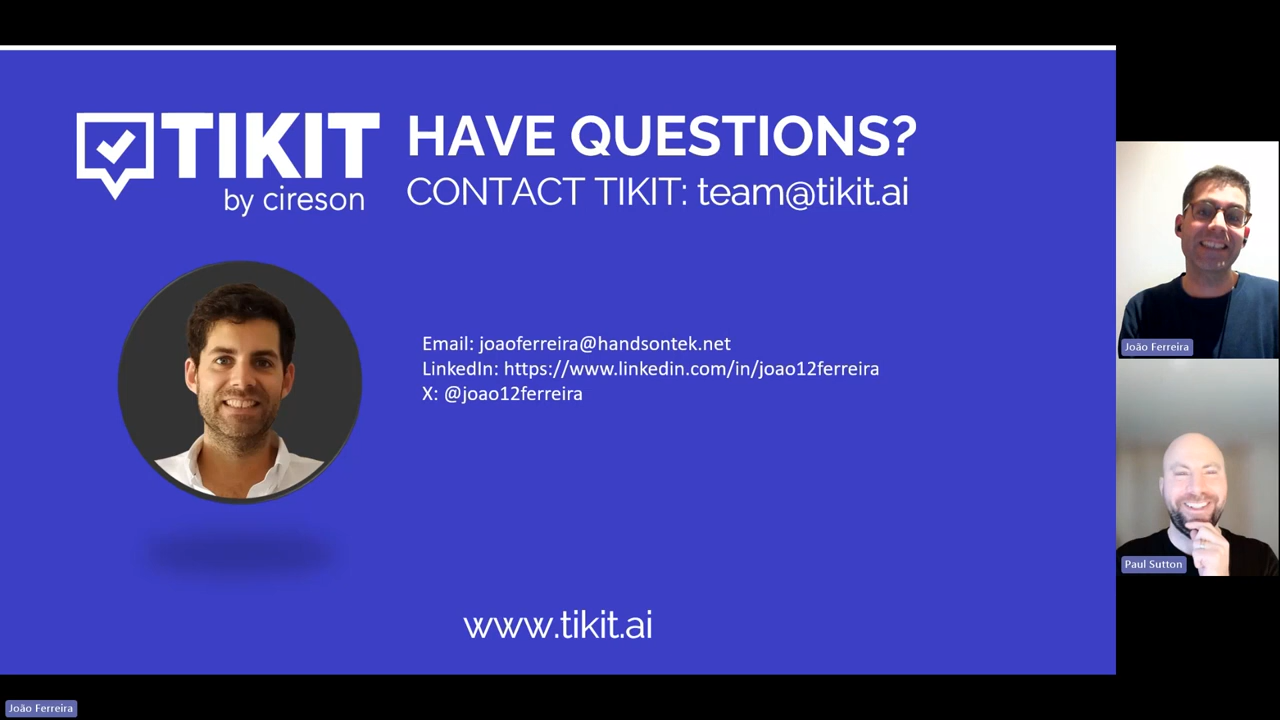 TIKIT
by cireson
HAVE QUESTIONS?
CONTACT TIKIT: team@tikit.ai
Email: joaoferreira@handsontek.net
LinkedIn: https://www.linkedin.com/in/joao12ferreira
X: @joao12ferreira
www.tikit.ai
João Ferreira
Paul Sutton
João Ferreira